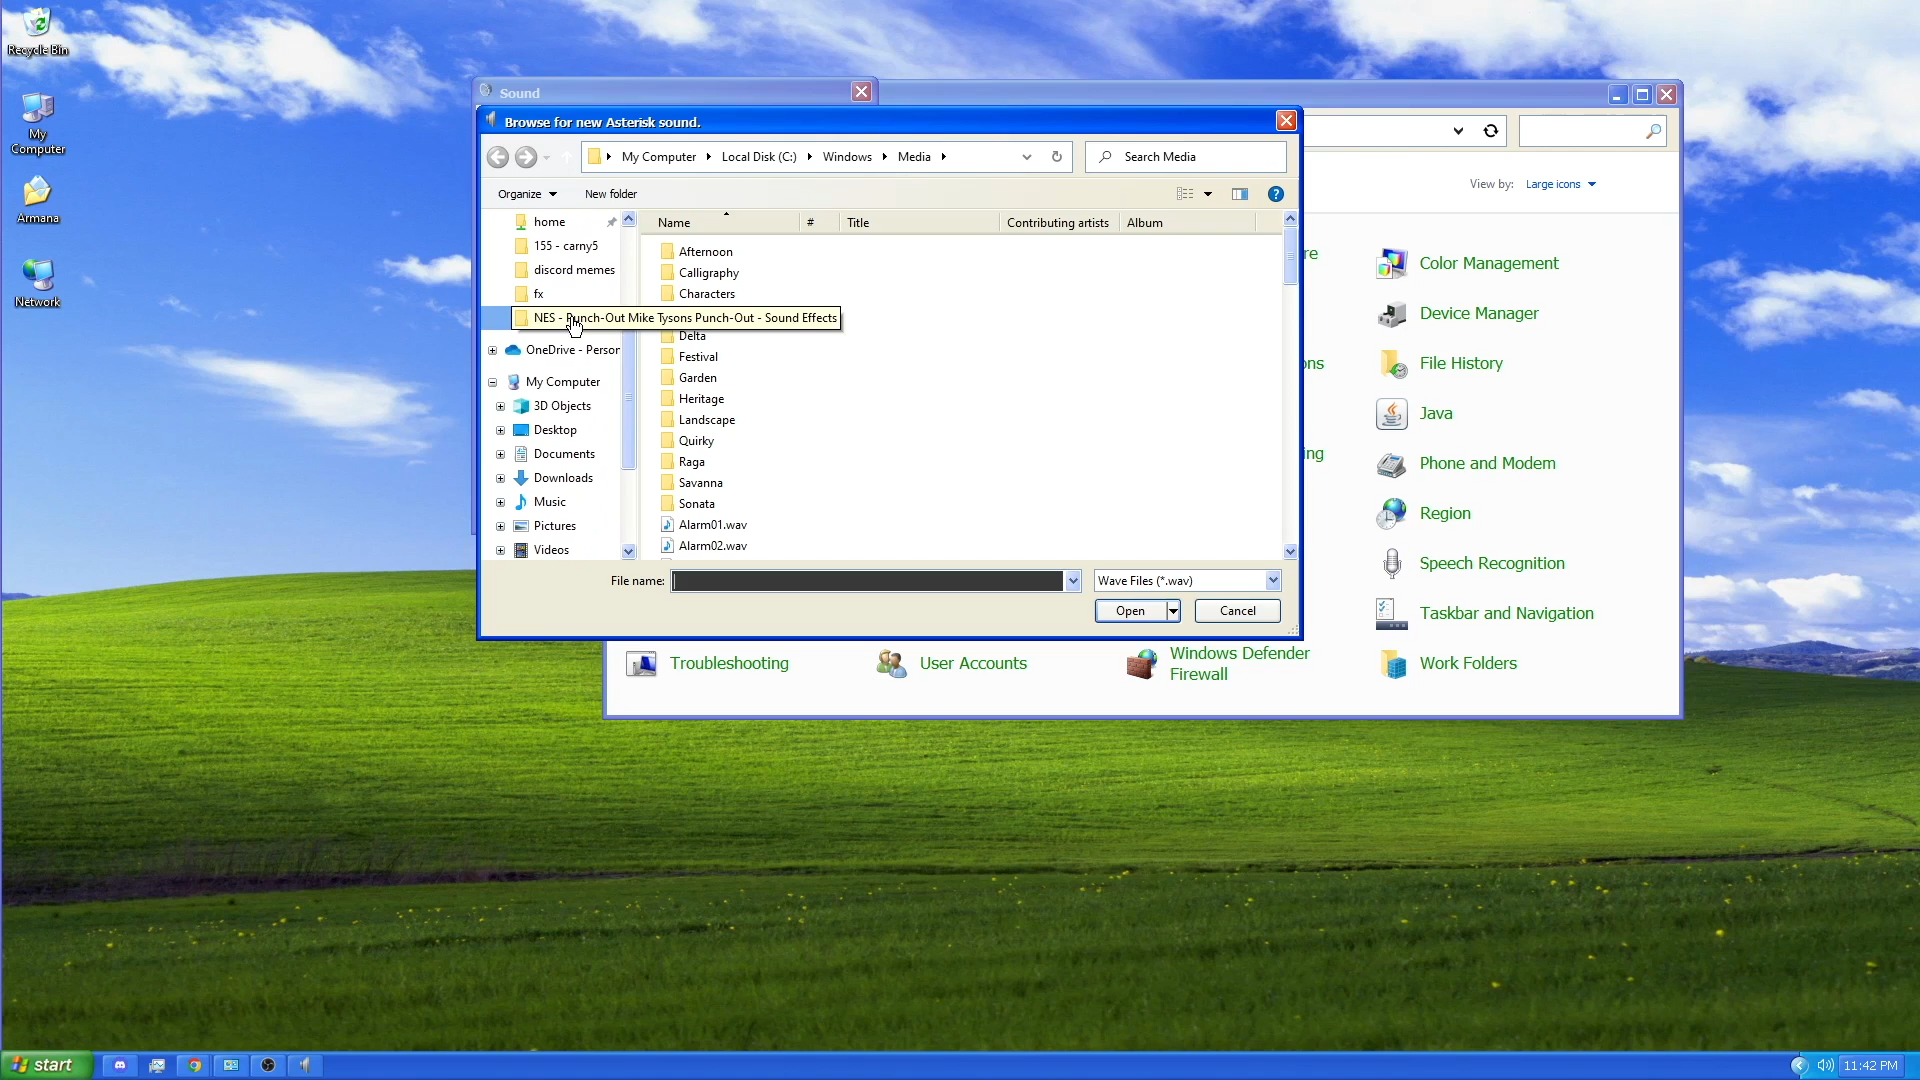 Recycle Bin
My
Computer
Armana
Network
Sound
Browse for new Asterisk sound.
My Computer
Local Disk (C:)
Windows
Media
Search Media
Organize
New folder
?
home
155 - carny5
discord memes
fx
NES - Punch-Out Mike Tysons Punch-Out - Sound Effects
OneDrive - Person
My Computer
3D Objects
Desktop
Documents
Downloads
Music
Pictures
Videos
Name
#
Title
Contributing artists
Album
Afternoon
Calligraphy
Characters
Delta
Festival
Garden
Heritage
Landscape
Quirky
Raga
Savanna
Sonata
Alarm01.wav
Alarm02.wav
File name:
Wave Files (*.wav)
Open
Cancel
View by:
Large icons
re
ons
ing
Color Management
Device Manager
File History
Java
Phone and Modem
Region
Speech Recognition
Taskbar and Navigation
Troubleshooting
User Accounts
Windows Defender
Firewall
Work Folders
start
11:42 PM